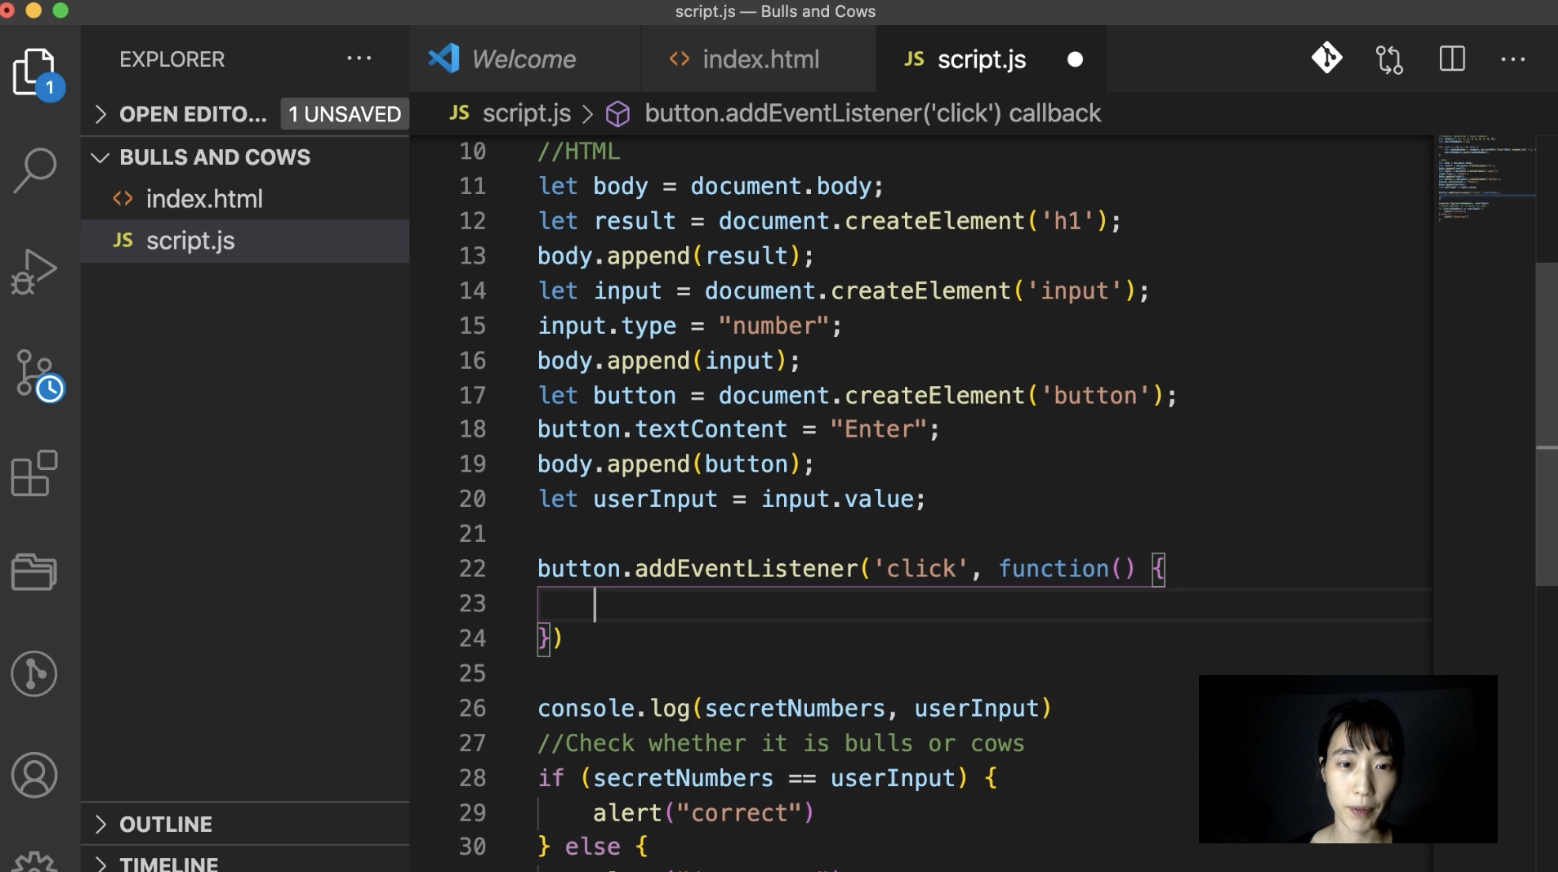 script.js — Bulls and Cows
EXPLORER
Welcome
index.html
JS script.js
OPEN EDITO... 1 UNSAVED
JS script.js > button.addEventListener('click') callback
BULLS AND COWS
index.html
JS script.js
1
10 //HTML
11 let body = document.body;
12 let result = document.createElement('h1');
13 body.append(result);
14 let input = document.createElement('input');
15 input.type = "number";
16 body.append(input);
17 let button = document.createElement('button');
18 button.textContent = "Enter";
19 body.append(button);
20 let userInput = input.value;
21
22 button.addEventListener('click', function() {
23
24 })
25
26 console.log(secretNumbers, userInput)
27 //Check whether it is bulls or cows
28 if (secretNumbers == userInput) {
29 alert("correct")
30 } else {
OUTLINE
TIMELINE